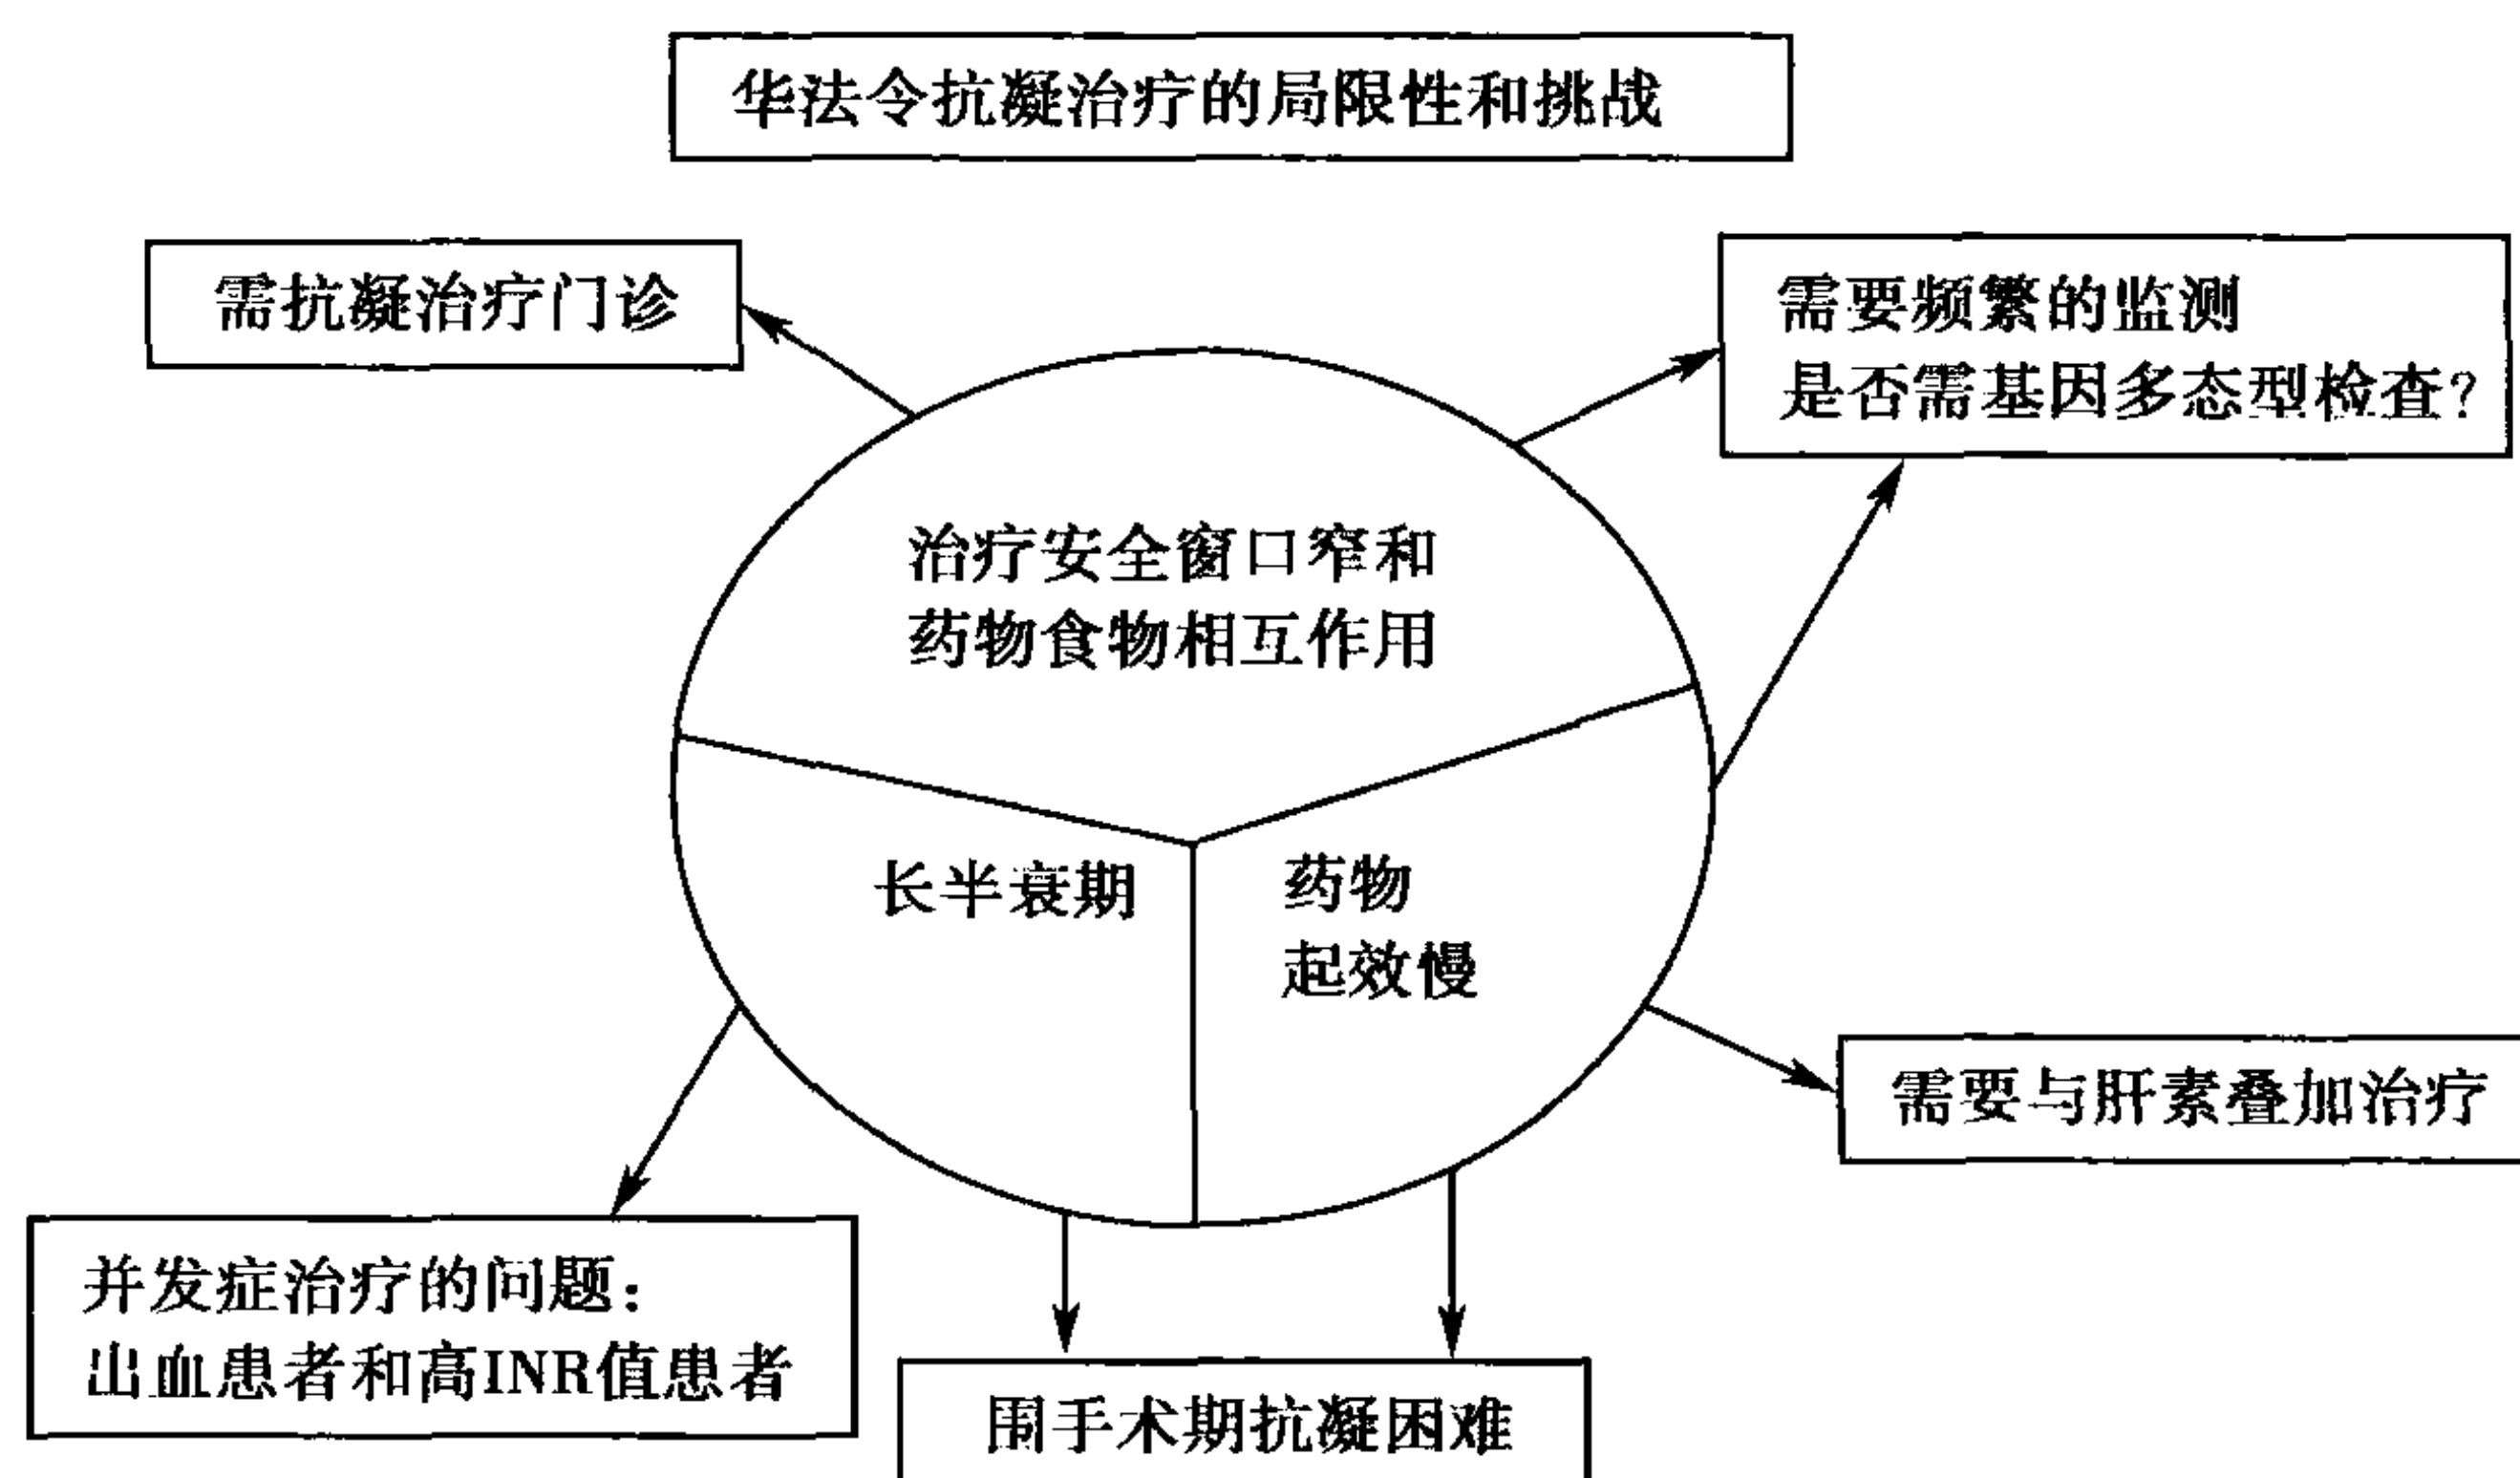 华法令抗凝治疗的局限性和挑战
需抗凝治疗门诊
需要频繁的监测
是否需基因多态型检查?
治疗安全窗口窄和
药物食物相互作用
长半衰期
药物
起效慢
需要与肝素叠加治疗
并发症治疗的问题:
出血患者和高INR值患者
围手术期抗凝困难